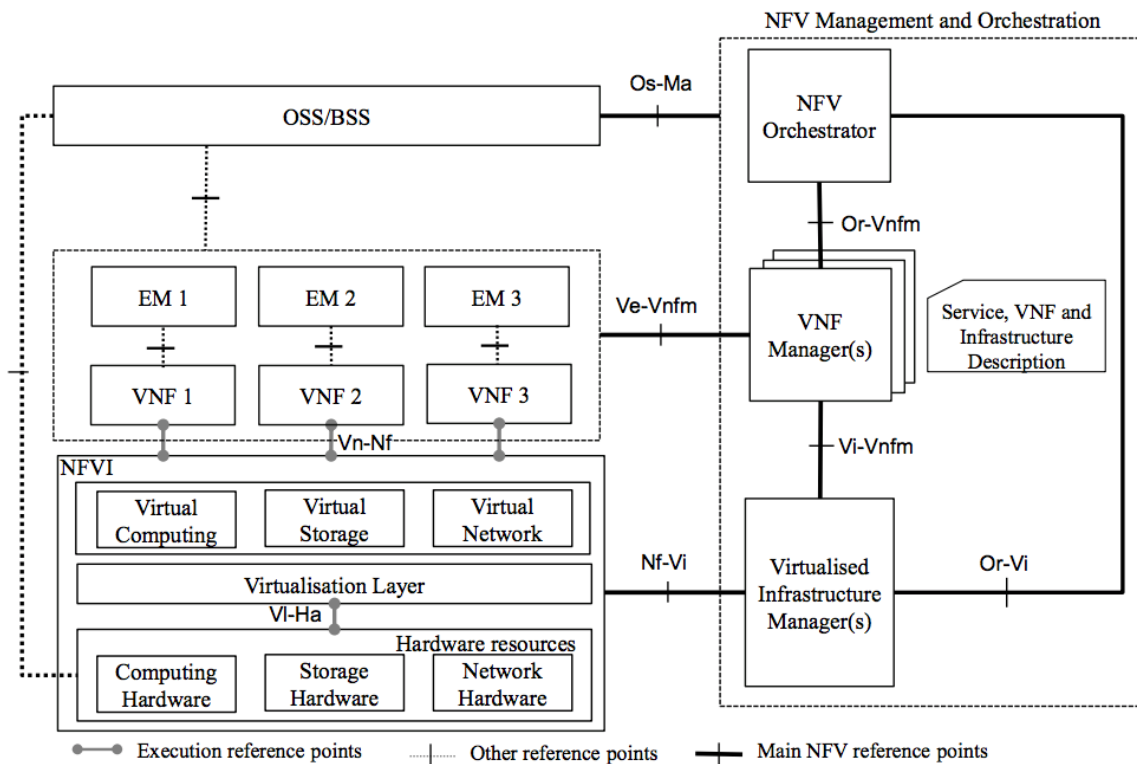 NFV Management and Orchestration
Os-Ma
OSS/BSS
NFV
Orchestrator
Or-Vnfm
EM 1
EM 2
EM 3
Ve-Vnfm
VNF
Manager(s)
Service, VNF and
Infrastructure
Description
VNF 1
VNF 2
VNF 3
Vn-Nf
Vi-Vnfm
NFVI
Virtual
Computing
Virtual
Storage
Virtual
Network
Nf-Vi
Virtualised
Infrastructure
Manager(s)
Or-Vi
Virtualisation Layer
Vl-Ha
Hardware resources
Computing
Hardware
Storage
Hardware
Network
Hardware
Execution reference points
Other reference points
Main NFV reference points